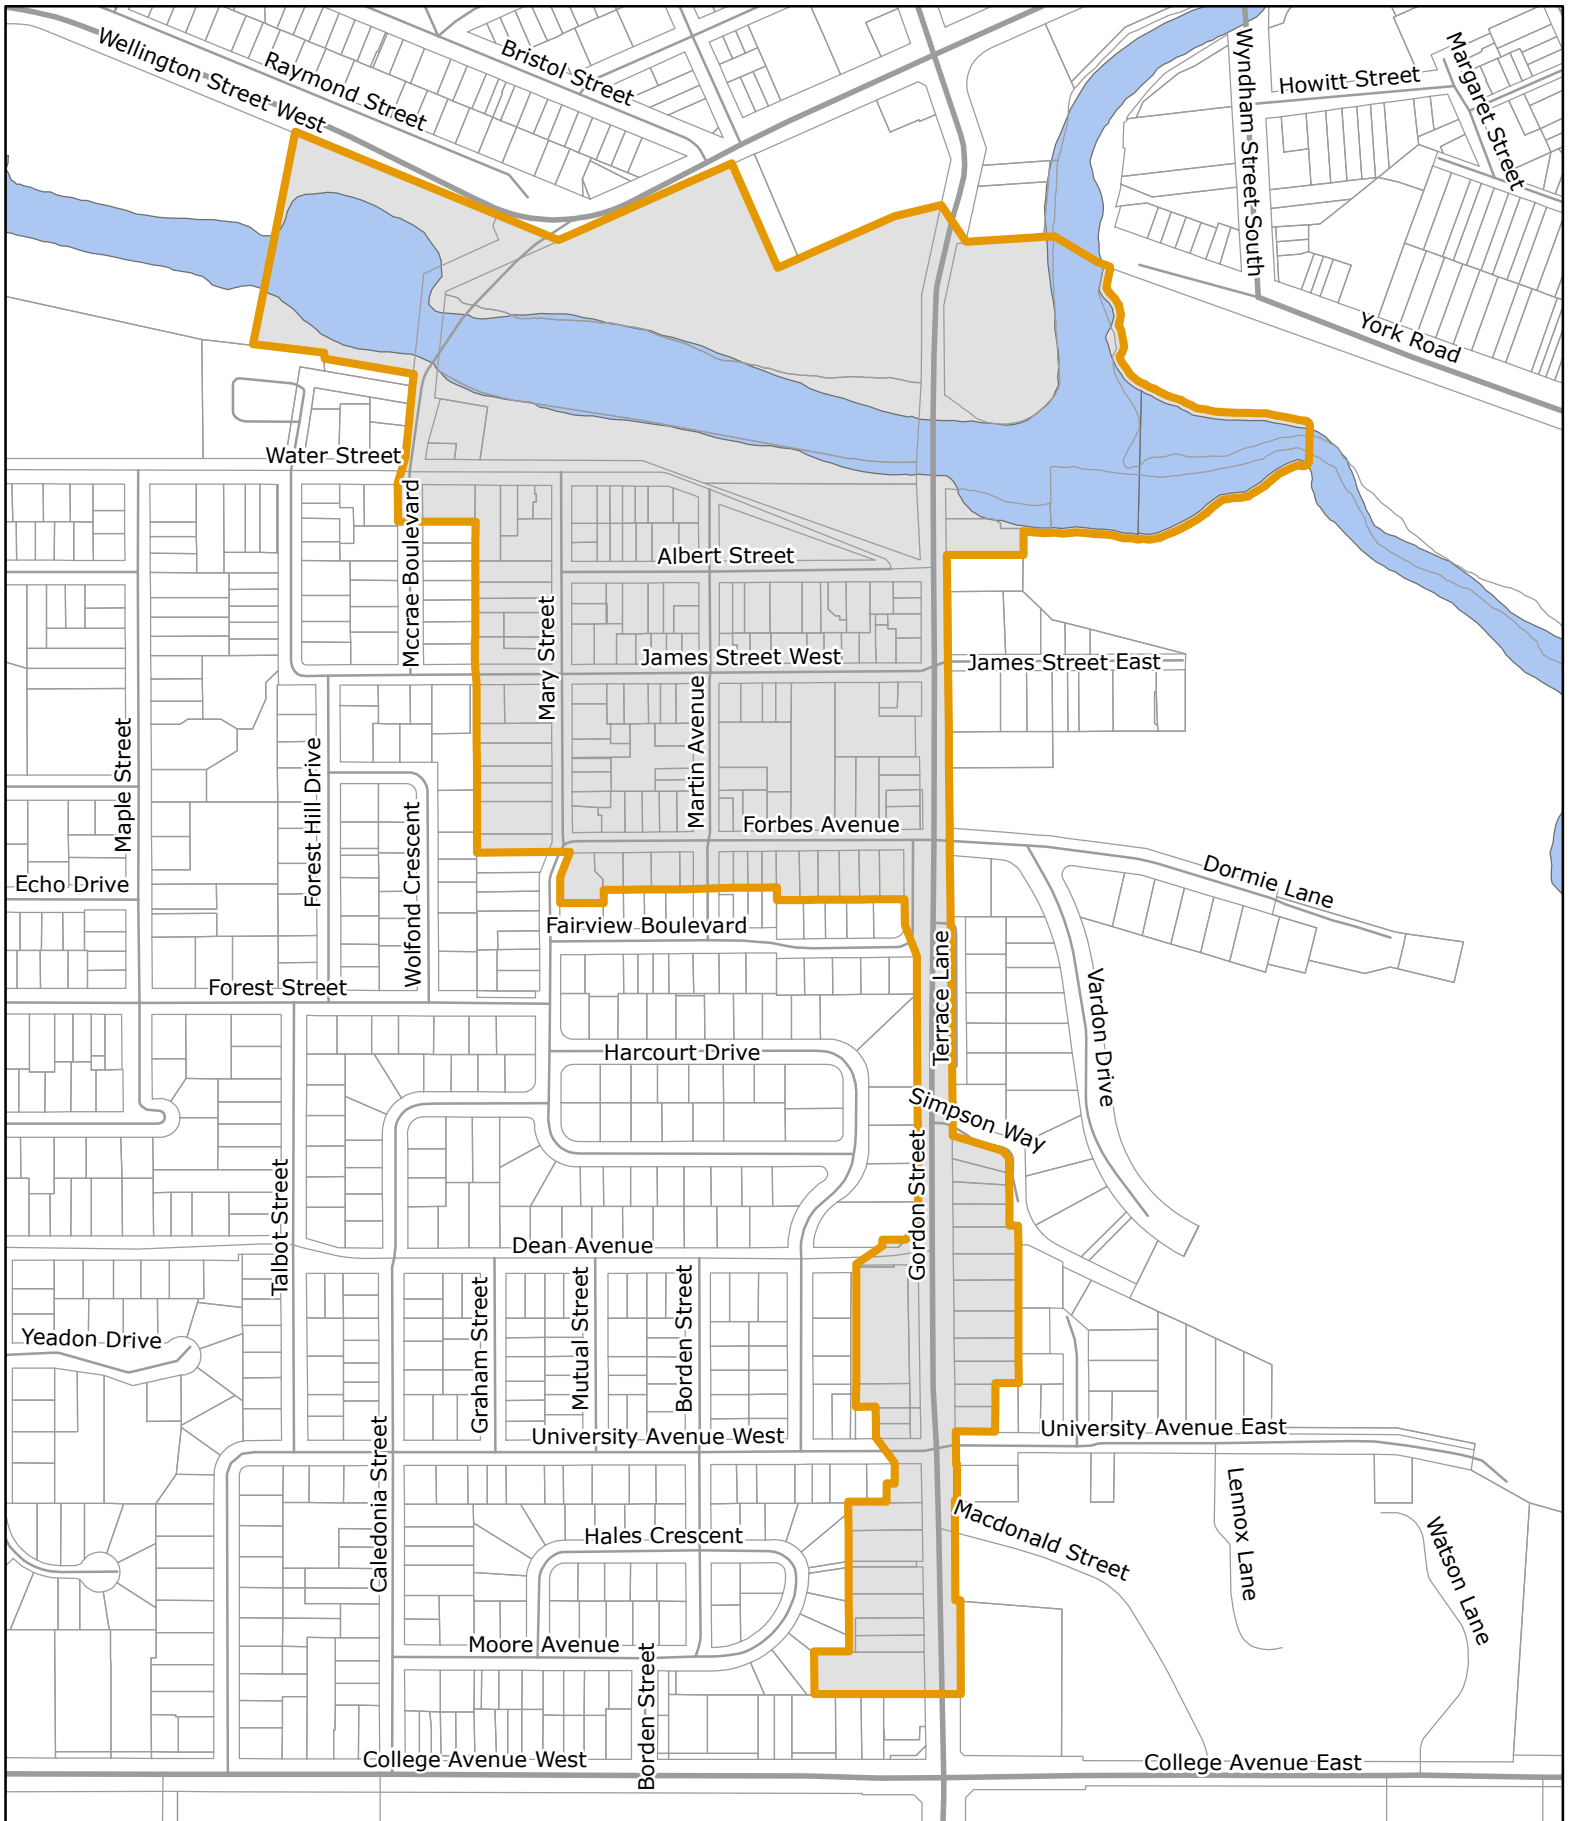 Wellington Street West
Raymond Street
Bristol Street
Wyndham Street South
Howitt Street
Margaret Street
York Road
Water Street
Mccrae Boulevard
Albert Street
Mary Street
James Street West
James Street East
Martin Avenue
Maple Street
Forest Hill Drive
Wolfond Crescent
Forbes Avenue
Dormie Lane
Echo Drive
Fairview Boulevard
Terrace Lane
Forest Street
Vardon Drive
Harcourt Drive
Simpson Way
Gordon Street
Talbot Street
Dean Avenue
Yeadon Drive
Graham Street
Mutual Street
Borden Street
University Avenue West
University Avenue East
Caledonia Street
Lennox Lane
Macdonald Street
Watson Lane
Hales Crescent
Moore Avenue
Borden Street
College Avenue West
College Avenue East